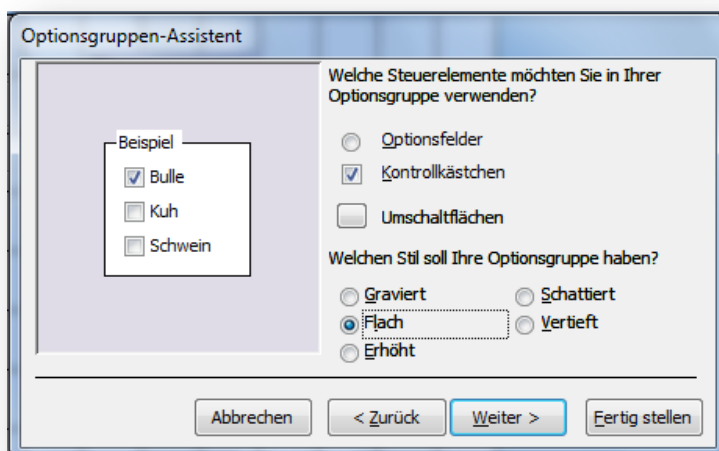 Optionsgruppen-Assistent
Beispiel
Bulle
Kuh
Schwein
Welche Steuerelemente möchten Sie in Ihrer
Optionsgruppe verwenden?
Optionsfelder
Kontrollkästchen
Umschaltflächen
Welchen Stil soll Ihre Optionsgruppe haben?
Graviert
Schattiert
Flach
Vertieft
Erhöht
Abbrechen
< Zurück
Weiter >
Fertig stellen